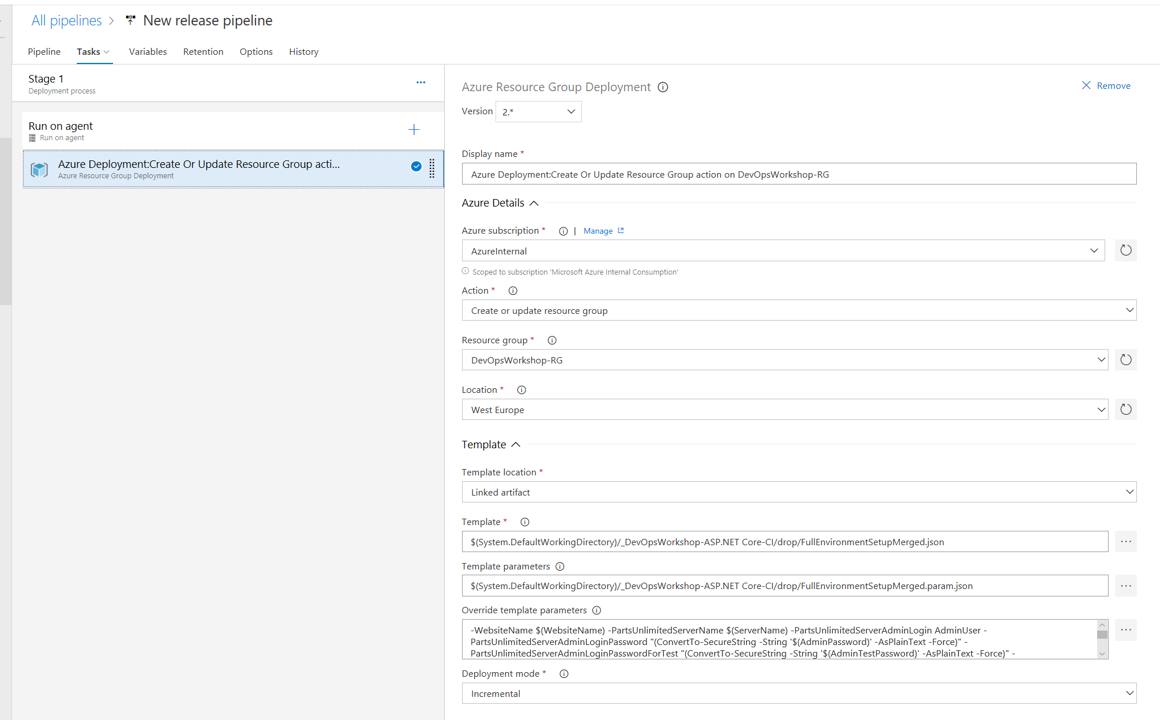 All pipelines > New release pipeline
Pipeline Tasks Variables Retention Options History
Stage 1
Deployment process
Run on agent
Run on agent
Azure Deployment:Create Or Update Resource Group acti...
Azure Resource Group Deployment
Azure Resource Group Deployment
Remove
Version 2.*
Display name *
Azure Deployment:Create Or Update Resource Group action on DevOpsWorkshop-RG
Azure Details
Azure subscription * | Manage
AzureInternal
Scoped to subscription 'Microsoft Azure Internal Consumption'
Action *
Create or update resource group
Resource group *
DevOpsWorkshop-RG
Location *
West Europe
Template
Template location *
Linked artifact
Template *
$(System.DefaultWorkingDirectory)/_DevOpsWorkshop-ASP.NET Core-CI/drop/FullEnvironmentSetupMerged.json
Template parameters
$(System.DefaultWorkingDirectory)/_DevOpsWorkshop-ASP.NET Core-CI/drop/FullEnvironmentSetupMerged.param.json
Override template parameters
-WebsiteName $(WebsiteName) -PartsUnlimitedServerName $(ServerName) -PartsUnlimitedServerAdminLogin AdminUser -
PartsUnlimitedServerAdminLoginPassword "(ConvertTo-SecureString -String '$(AdminPassword)' -AsPlainText -Force)" -
PartsUnlimitedServerAdminLoginPasswordForTest "(ConvertTo-SecureString -String '$(AdminTestPassword)' -AsPlainText -Force)" -
Deployment mode *
Incremental